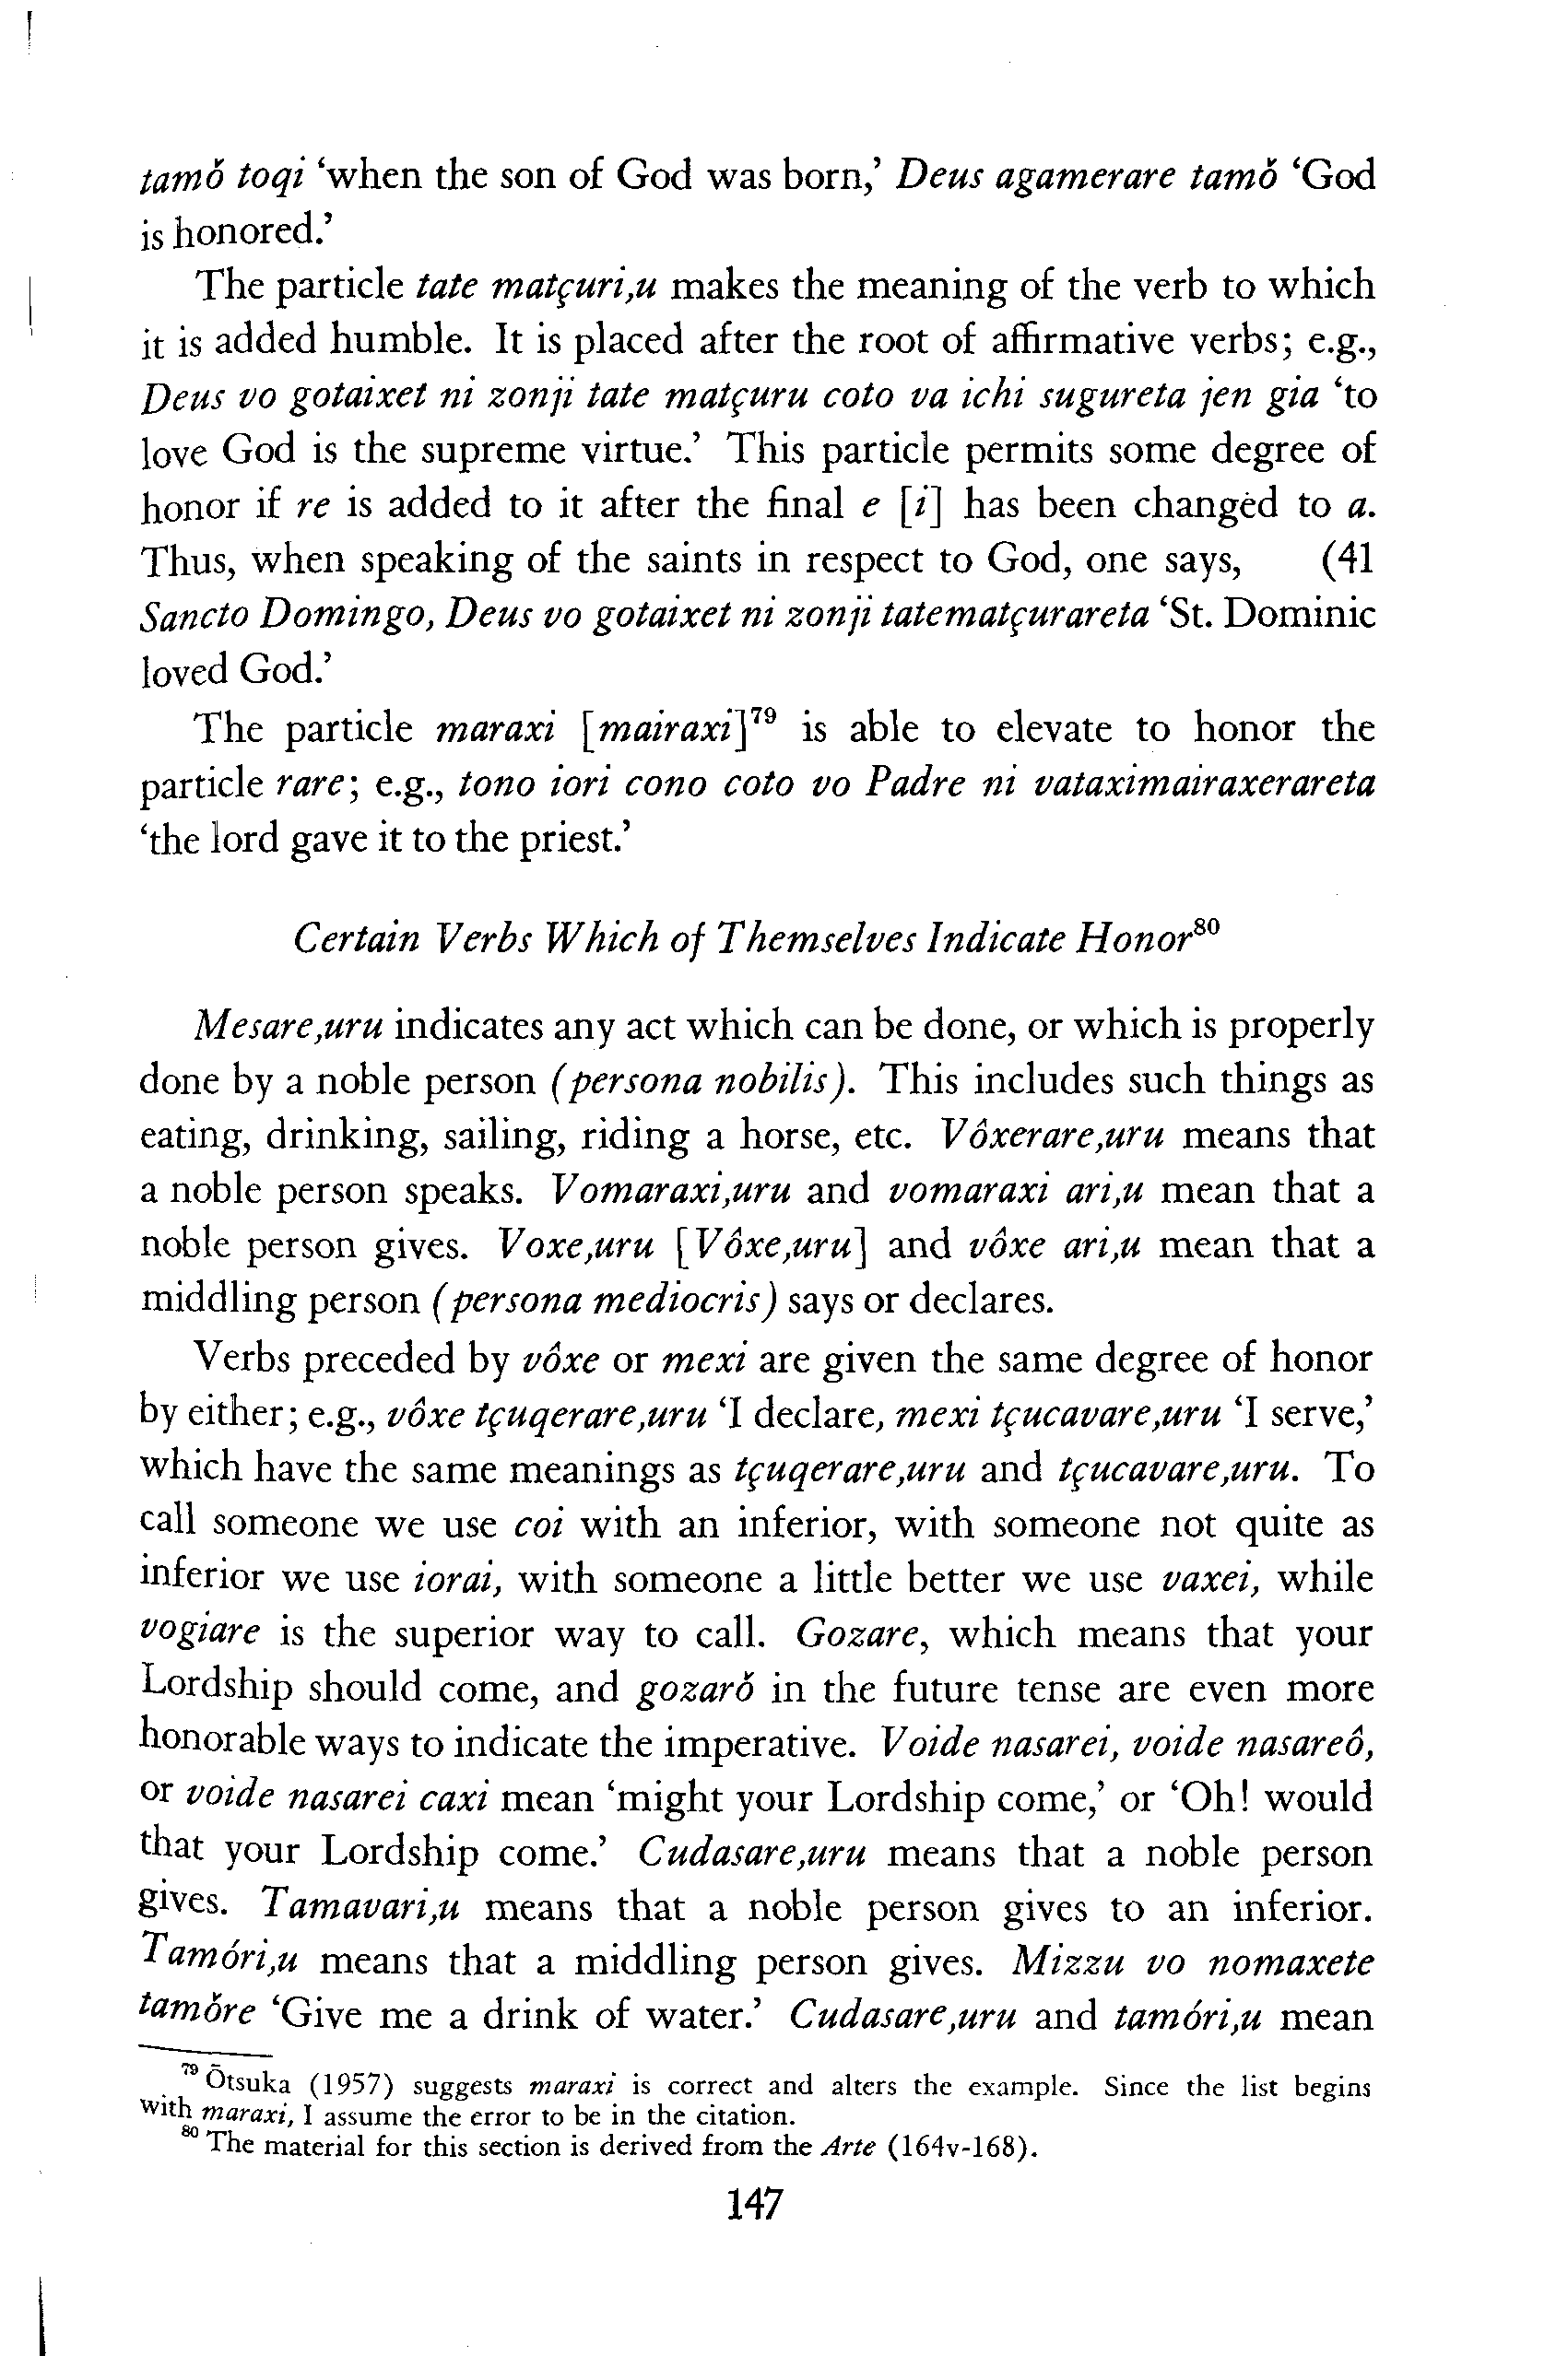 tamǒ toqi ‘when the son of God was born,’ Deus agamerare tamǒ ‘God
is honored.’
The particle tate matçuri,u makes the meaning of the verb to which
it is added humble. It is placed after the root of affirmative verbs; e.g.,
Deus vo gotaixet ni zonji tate matçuru coto va ichi sugureta jen gia ‘to
love God is the supreme virtue.’ This particle permits some degree of
honor if re is added to it after the final e [i] has been changed to a.
Thus, when speaking of the saints in respect to God, one says, (41
Sancto Domingo, Deus vo gotaixet ni zonji tatematçurareta ‘St. Dominic
loved God.’
The particle maraxi [mairaxi]⁷⁹ is able to elevate to honor the
particle rare; e.g., tono iori cono coto vo Padre ni vataximairaxerareta
‘the lord gave it to the priest.’
Certain Verbs Which of Themselves Indicate Honor⁸⁰
Mesare,uru indicates any act which can be done, or which is properly
done by a noble person (persona nobilis). This includes such things as
eating, drinking, sailing, riding a horse, etc. Vôxerare,uru means that
a noble person speaks. Vomaraxi,uru and vomaraxi ari,u mean that a
noble person gives. Voxe,uru [Vôxe,uru] and vôxe ari,u mean that a
middling person (persona mediocris) says or declares.
Verbs preceded by vôxe or mexi are given the same degree of honor
by either; e.g., vôxe tçuqerare,uru ‘I declare, mexi tçucavare,uru ‘I serve,’
which have the same meanings as tçuqerare,uru and tçucavare,uru. To
call someone we use coi with an inferior, with someone not quite as
inferior we use iorai, with someone a little better we use vaxei, while
vogiare is the superior way to call. Gozare, which means that your
Lordship should come, and gozarǒ in the future tense are even more
honorable ways to indicate the imperative. Voide nasarei, voide nasareô,
or voide nasarei caxi mean ‘might your Lordship come,’ or ‘Oh! would
that your Lordship come.’ Cudasare,uru means that a noble person
gives. Tamavari,u means that a noble person gives to an inferior.
Tamóri,u means that a middling person gives. Mizzu vo nomaxete
tamǒre ‘Give me a drink of water.’ Cudasare,uru and tamóri,u mean
⁷⁹ Ōtsuka (1957) suggests maraxi is correct and alters the example. Since the list begins
with maraxi, I assume the error to be in the citation.
⁸⁰ The material for this section is derived from the Arte (164v-168).
147